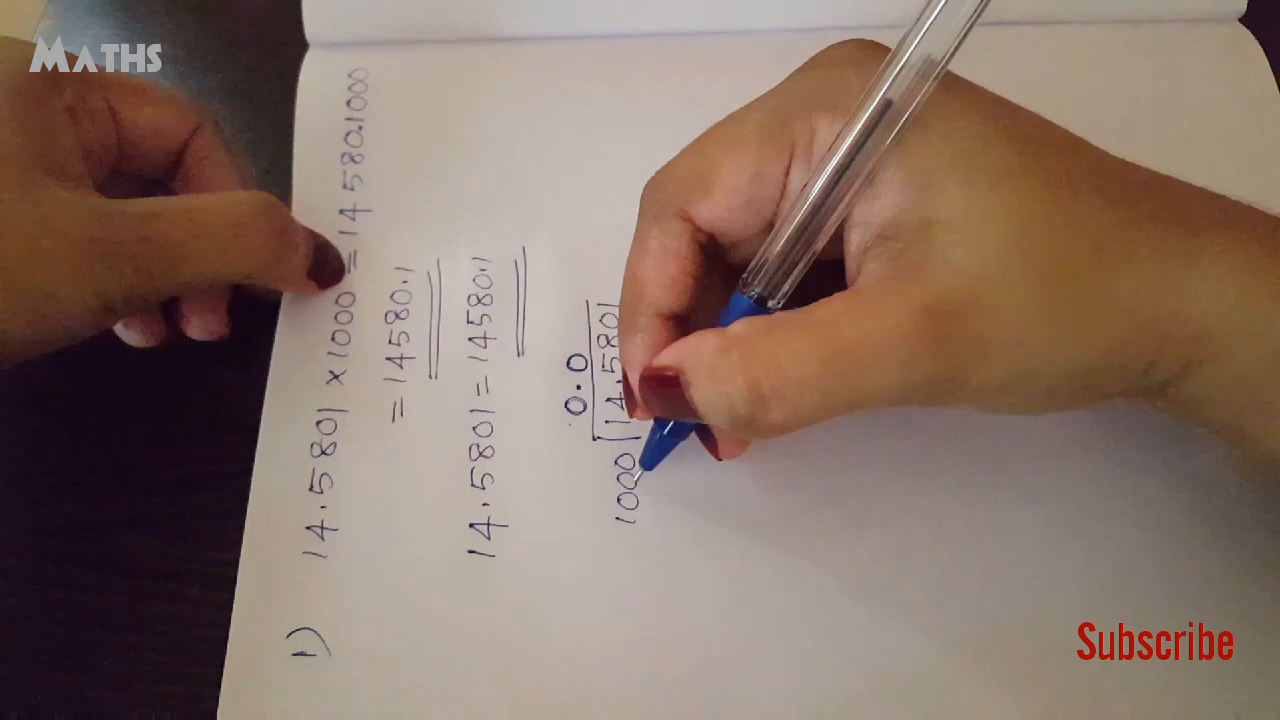 MATHS
1) 14.5801 x 1000 = 14580.1000
= 14580.1
14.5801 = 14580.1
0.0
1000 14.5801
Subscribe